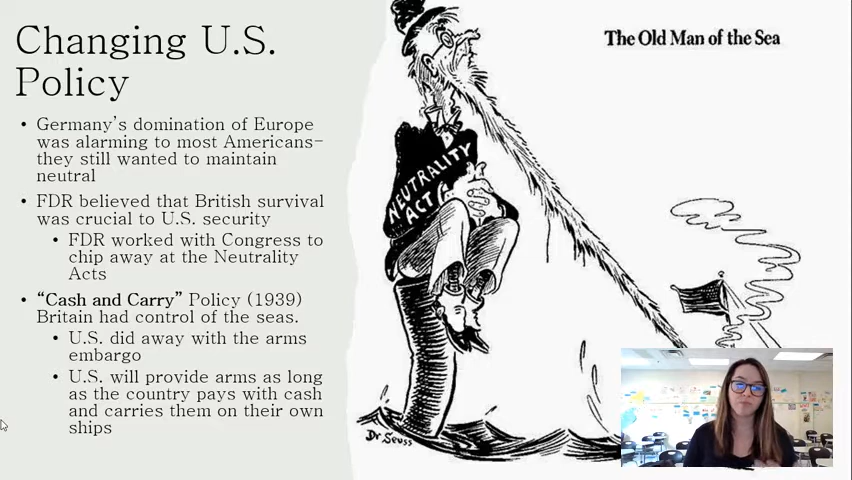 Changing U.S.
Policy
• Germany's domination of Europe
was alarming to most Americans-
they still wanted to maintain
neutral
• FDR believed that British survival
was crucial to U.S. security
• FDR worked with Congress to
chip away at the Neutrality
Acts
• “Cash and Carry” Policy (1939)
Britain had control of the seas.
• U.S. did away with the arms
embargo
• U.S. will provide arms as long
as the country pays with cash
and carries them on their own
ships
The Old Man of the Sea
NEUTRALITY
ACT
Dr. Seuss